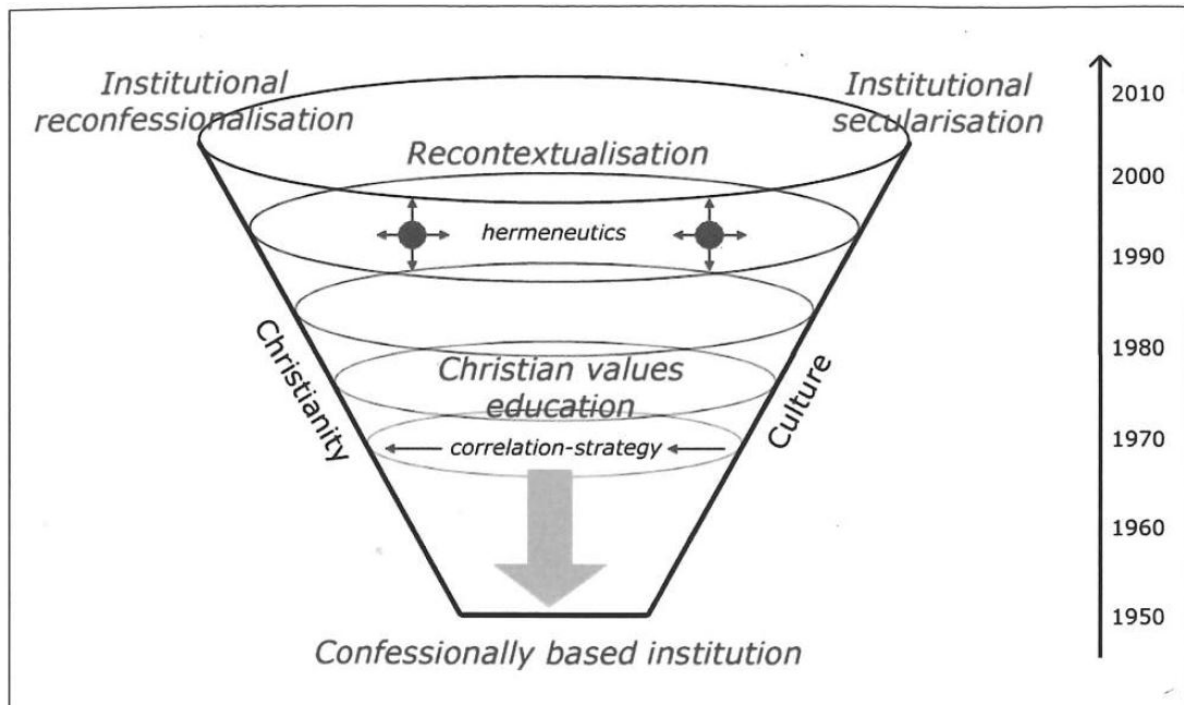 Institutional
reconfessionalisation
Institutional
secularisation
Recontextualisation
hermeneutics
Christianity
Culture
Christian values
education
correlation-strategy
Confessionally based institution
2010
2000
1990
1980
1970
1960
1950